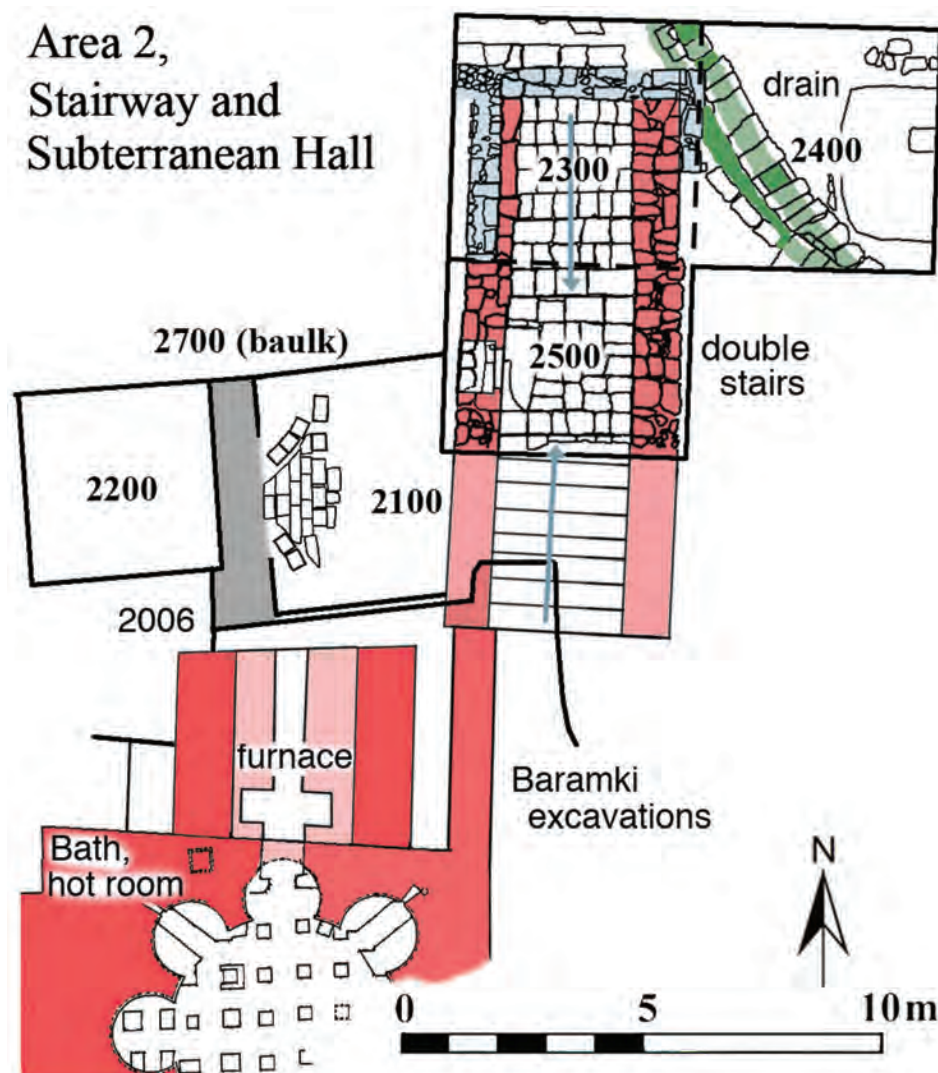 Area 2,
Stairway and
Subterranean Hall
drain
2400
2300
2700 (baulk)
double
stairs
2500
2200
2100
2006
furnace
Baramki
excavations
Bath,
hot room
N
0 5 10 m